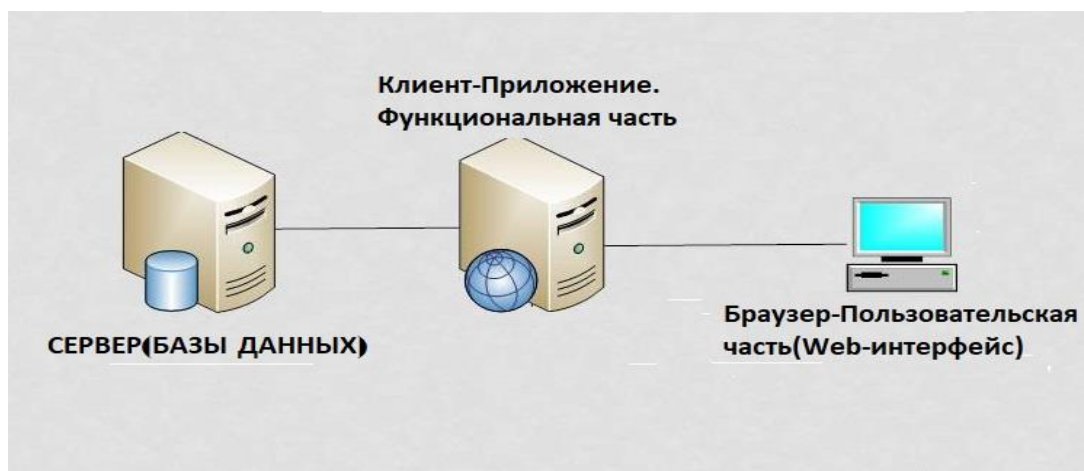 Клиент-Приложение.
Функциональная часть
СЕРВЕР(БАЗЫ ДАННЫХ)
Браузер-Пользовательская
часть(Web-интерфейс)